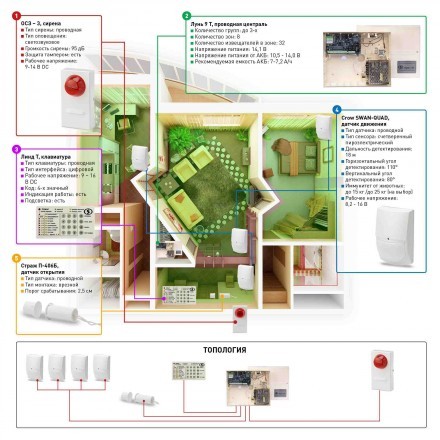 1
ОСЗ – 3, сирена
Тип сирены: проводная
Тип оповещения:
светозвуковое
Громкость сирены: 95 дБ
Защита тампером: есть
Рабочее напряжение:
9-14 В DC
2
Лунь 9 Т, проводная централь
Количество групп: до 3-х
Количество зон: 8
Количество извещателей в зоне: 32
Напряжение питания: 14,1 В
Напряжение питания от АКБ: 10,5 - 14,0 В
Рекомендуемая емкость АКБ: 7-7,2 А/ч
3
Линд Т, клавиатура
Тип клавиатуры: проводная
Тип интерфейса: цифровой
Рабочее напряжение: 9 – 16
В DC
Код: 4-х значный
Индикация работы: есть
Подсветка: есть
4
Crow SWAN-QUAD,
датчик движения
Тип датчика: проводной
Тип сенсора: счетверенный
пироэлектрический
Дальность детектирования:
18 м
Горизонтальный угол
детектирования: 110°
Вертикальный угол
детектирования: 80°
Иммунитет от животных:
до 15 кг /до 25 кг (на выбор)
Рабочее напряжение:
8,2 - 16 В
5
Страж П-406Б,
датчик открытия
Тип датчика: проводной
Тип монтажа: врезной
Порог срабатывания: 2,5 см
ТОПОЛОГИЯ